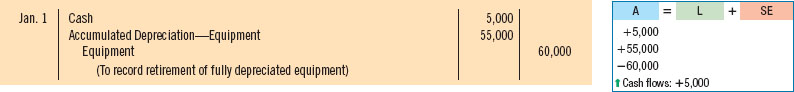 Jan. 1 Cash 5,000
Accumulated Depreciation—Equipment 55,000
Equipment 60,000
(To record retirement of fully depreciated equipment)
A = L + SE
+5,000
+55,000
−60,000
⬆ Cash flows: +5,000